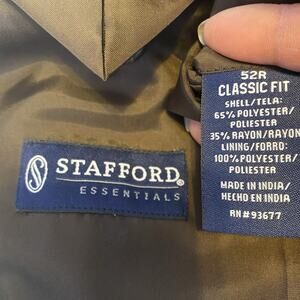 STAFFORD®
ESSENTIALS
52R
CLASSIC FIT
SHELL/TELA:
65% POLYESTER/
POLIESTER
35% RAYON/RAYON
LINING/FORRO:
100% POLYESTER/
POLIESTER
MADE IN INDIA/
HECHO EN INDIA
RN# 93677